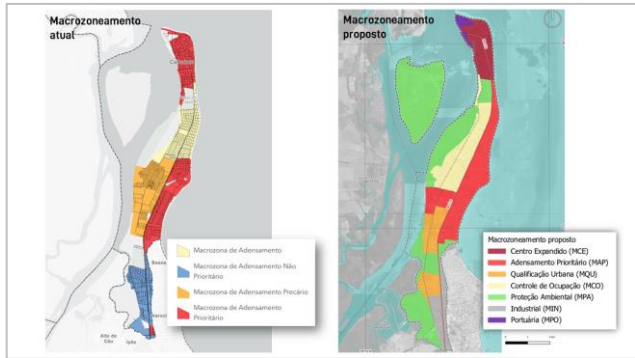 Macrozoneamento
atual
Macrozona de Adensamento
Macrozona de Adensamento Não
Prioritário
Macrozona de Adensamento Precário
Macrozona de Adensamento
Prioritário
Macrozoneamento
proposto
Macrozoneamento proposto
Centro Expendido (MCE)
Adensamento Prioritário (MAP)
Qualificação Urbana (MQU)
Controle de Ocupação (MCO)
Proteção Ambiental (MPA)
Industrial (MIN)
Portuária (MPO)